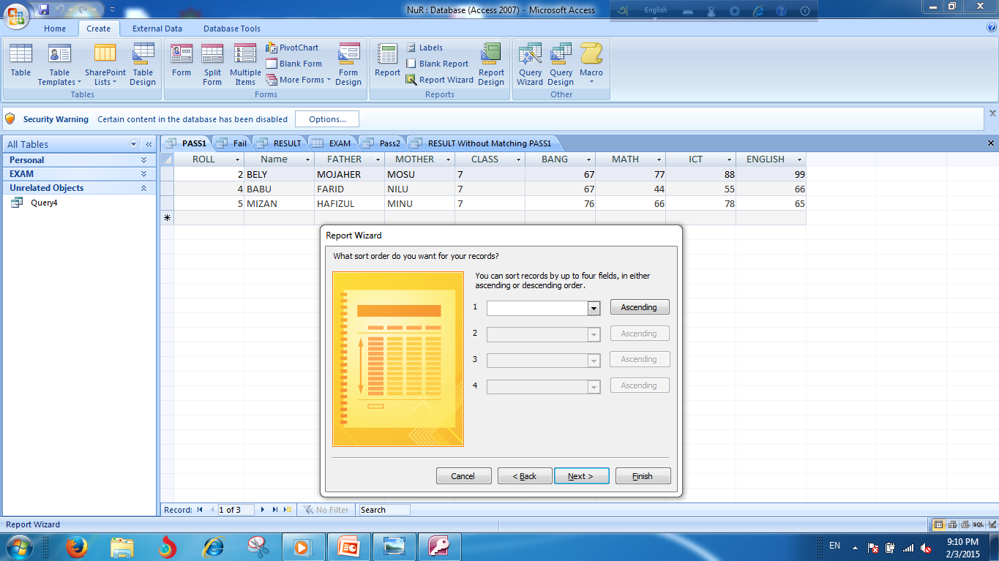 NuR : Database (Access 2007) - Microsoft Access
English
Home Create External Data Database Tools
Table
Table Templates
SharePoint Lists
Table Design
Tables
Form
Split Form
Multiple Items
PivotChart
Blank Form
More Forms
Form Design
Forms
Report
Labels
Blank Report
Report Wizard
Report Design
Reports
Query Wizard
Query Design
Macro
Other
Security Warning Certain content in the database has been disabled Options...
All Tables
Personal
EXAM
Unrelated Objects
Query4
PASS1 Fail RESULT EXAM Pass2 RESULT Without Matching PASS1
ROLL Name FATHER MOTHER CLASS BANG MATH ICT ENGLISH
2 BELY MOJAHER MOSU 7 67 77 88 99
4 BABU FARID NILU 7 67 44 55 66
5 MIZAN HAFIZUL MINU 7 76 66 78 65
Report Wizard
What sort order do you want for your records?
You can sort records by up to four fields, in either
ascending or descending order.
1 Ascending
2 Ascending
3 Ascending
4 Ascending
Cancel < Back Next > Finish
Record: 1 of 3 No Filter Search
Report Wizard
SQL
EN
9:10 PM
2/3/2015